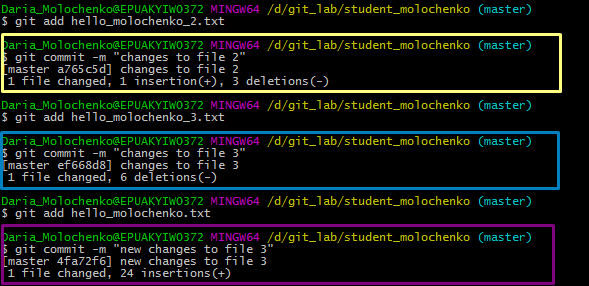 Daria_Molochenko@EPUAKYIW0372 MINGW64 /d/git_lab/student_molochenko (master)
$ git add hello_molochenko_2.txt
Daria_Molochenko@EPUAKYIW0372 MINGW64 /d/git_lab/student_molochenko (master)
$ git commit -m "changes to file 2"
[master a765c5d] changes to file 2
1 file changed, 1 insertion(+), 3 deletions(-)
Daria_Molochenko@EPUAKYIW0372 MINGW64 /d/git_lab/student_molochenko (master)
$ git add hello_molochenko_3.txt
Daria_Molochenko@EPUAKYIW0372 MINGW64 /d/git_lab/student_molochenko (master)
$ git commit -m "changes to file 3"
[master ef668d8] changes to file 3
1 file changed, 6 deletions(-)
Daria_Molochenko@EPUAKYIW0372 MINGW64 /d/git_lab/student_molochenko (master)
$ git add hello_molochenko.txt
Daria_Molochenko@EPUAKYIW0372 MINGW64 /d/git_lab/student_molochenko (master)
$ git commit -m "new changes to file 3"
[master 4fa72f6] new changes to file 3
1 file changed, 24 insertions(+)